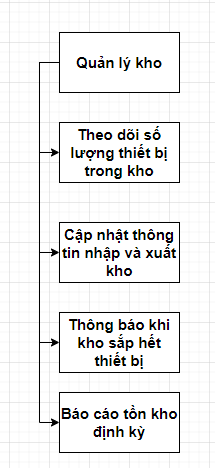 Quản lý kho
Theo dõi số
lượng thiết bị
trong kho
Cập nhật thông
tin nhập và xuất
kho
Thông báo khi
kho sắp hết
thiết bị
Báo cáo tồn kho
định kỳ